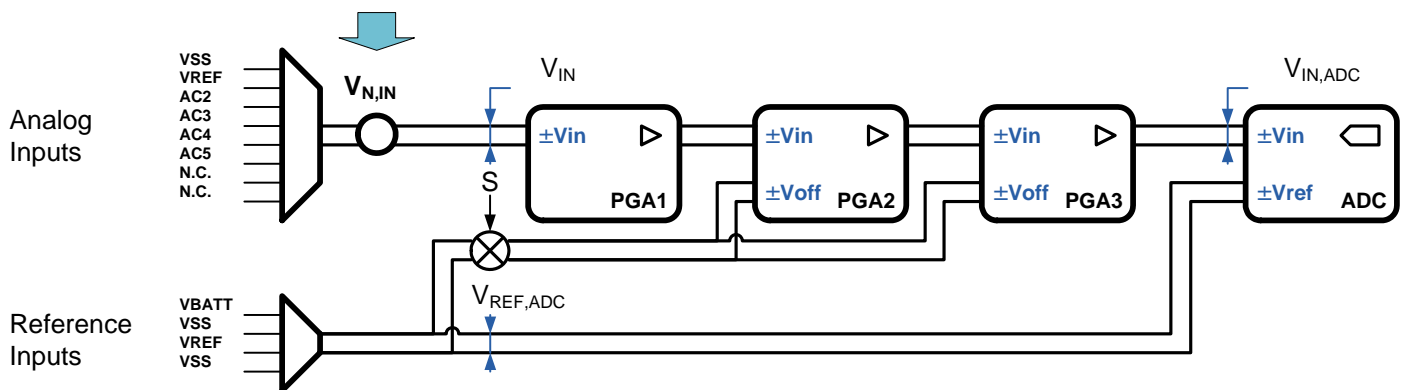 Analog
Inputs
VSS
VREF
AC2
AC3
AC4
AC5
N.C.
N.C.
V_N,IN
V_IN
S
±Vin
PGA1
±Vin
±Voff
PGA2
±Vin
±Voff
PGA3
V_IN,ADC
±Vin
±Vref
ADC
Reference
Inputs
VBATT
VSS
VREF
VSS
V_REF,ADC